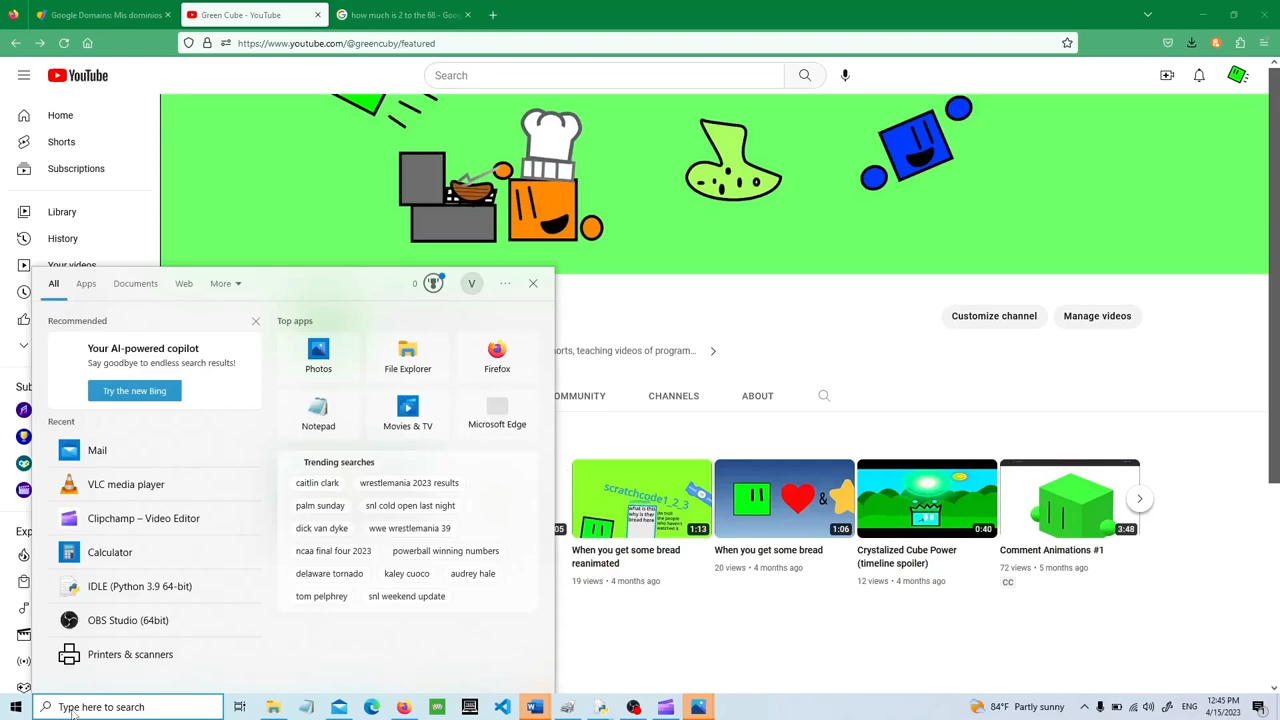 Google Domains: Mis dominios
Green Cube - YouTube
how much is 2 to the 68 - Goo
https://www.youtube.com/@greencuby/featured
YouTube
Search
Home
Shorts
Subscriptions
Library
History
Your videos
Customize channel
Manage videos
orts, teaching videos of program...
OMMUNITY
CHANNELS
ABOUT
Sub
Exp
All
Apps
Documents
Web
More
0
V
Recommended
Your AI-powered copilot
Say goodbye to endless search results!
Try the new Bing
Recent
Mail
VLC media player
Clipchamp – Video Editor
Calculator
IDLE (Python 3.9 64-bit)
OBS Studio (64bit)
Printers & scanners
Top apps
Photos
File Explorer
Firefox
Notepad
Movies & TV
Microsoft Edge
Trending searches
caitlin clark
wrestlemania 2023 results
palm sunday
snl cold open last night
dick van dyke
wwe wrestlemania 39
ncaa final four 2023
powerball winning numbers
delaware tornado
kaley cuoco
audrey hale
tom pelphrey
snl weekend update
:05
scratchcode1_2_3
1:13
When you get some bread
reanimated
19 views • 4 months ago
&
1:06
When you get some bread
20 views • 4 months ago
0:40
Crystalized Cube Power
(timeline spoiler)
12 views • 4 months ago
3:48
Comment Animations #1
72 views • 5 months ago
CC
Type here to search
84°F Partly sunny
12:45 PM
4/15/2023